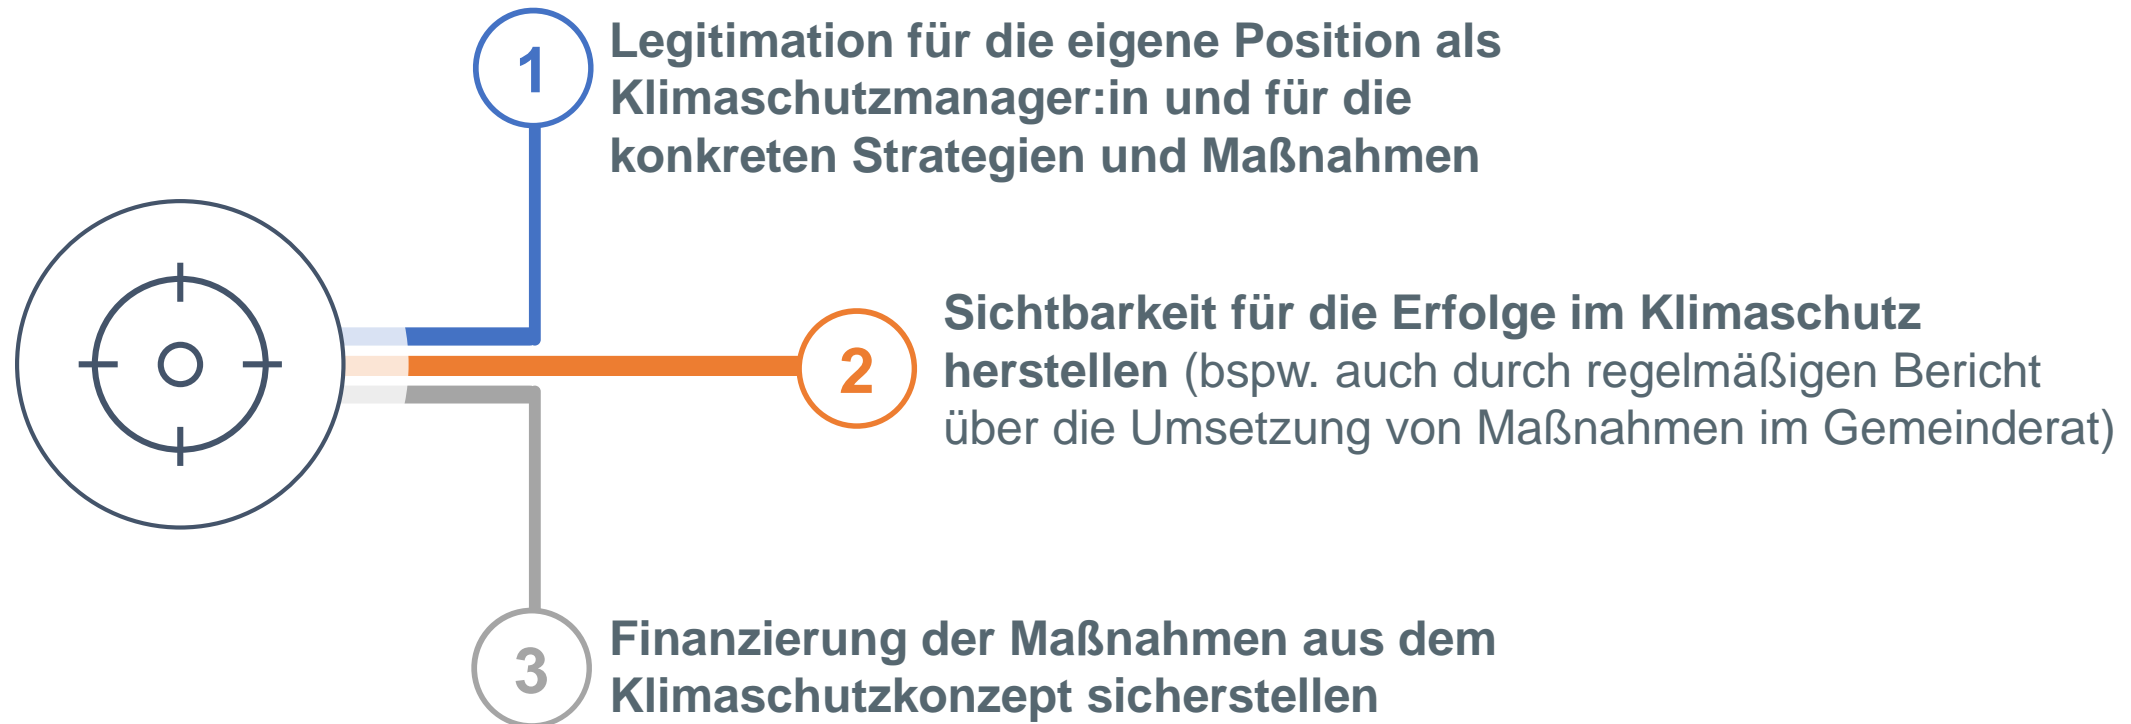 1
Legitimation für die eigene Position als
Klimaschutzmanager:in und für die
konkreten Strategien und Maßnahmen
2
Sichtbarkeit für die Erfolge im Klimaschutz
herstellen (bspw. auch durch regelmäßigen Bericht
über die Umsetzung von Maßnahmen im Gemeinderat)
3
Finanzierung der Maßnahmen aus dem
Klimaschutzkonzept sicherstellen